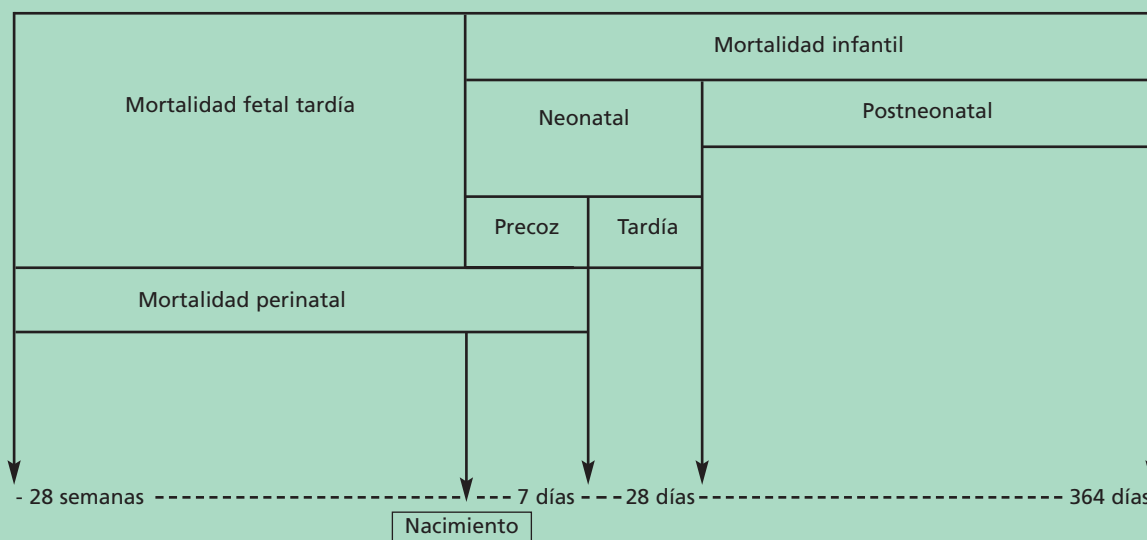 Mortalidad infantil
Mortalidad fetal tardía
Neonatal
Postneonatal
Precoz
Tardía
Mortalidad perinatal
- 28 semanas
7 días
28 días
364 días
Nacimiento